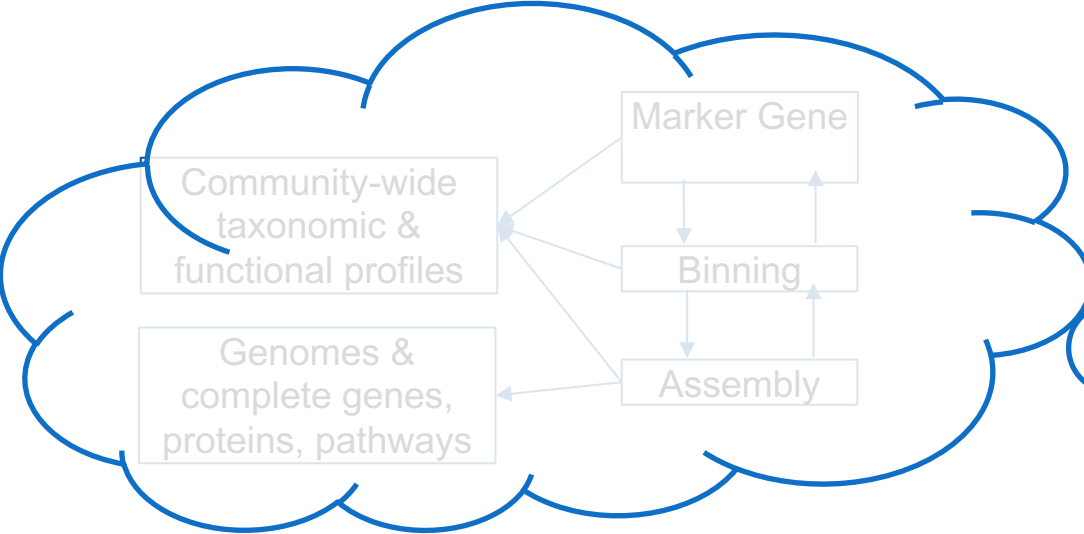 Marker Gene
Community-wide
taxonomic &
functional profiles
Binning
Genomes &
complete genes,
proteins, pathways
Assembly